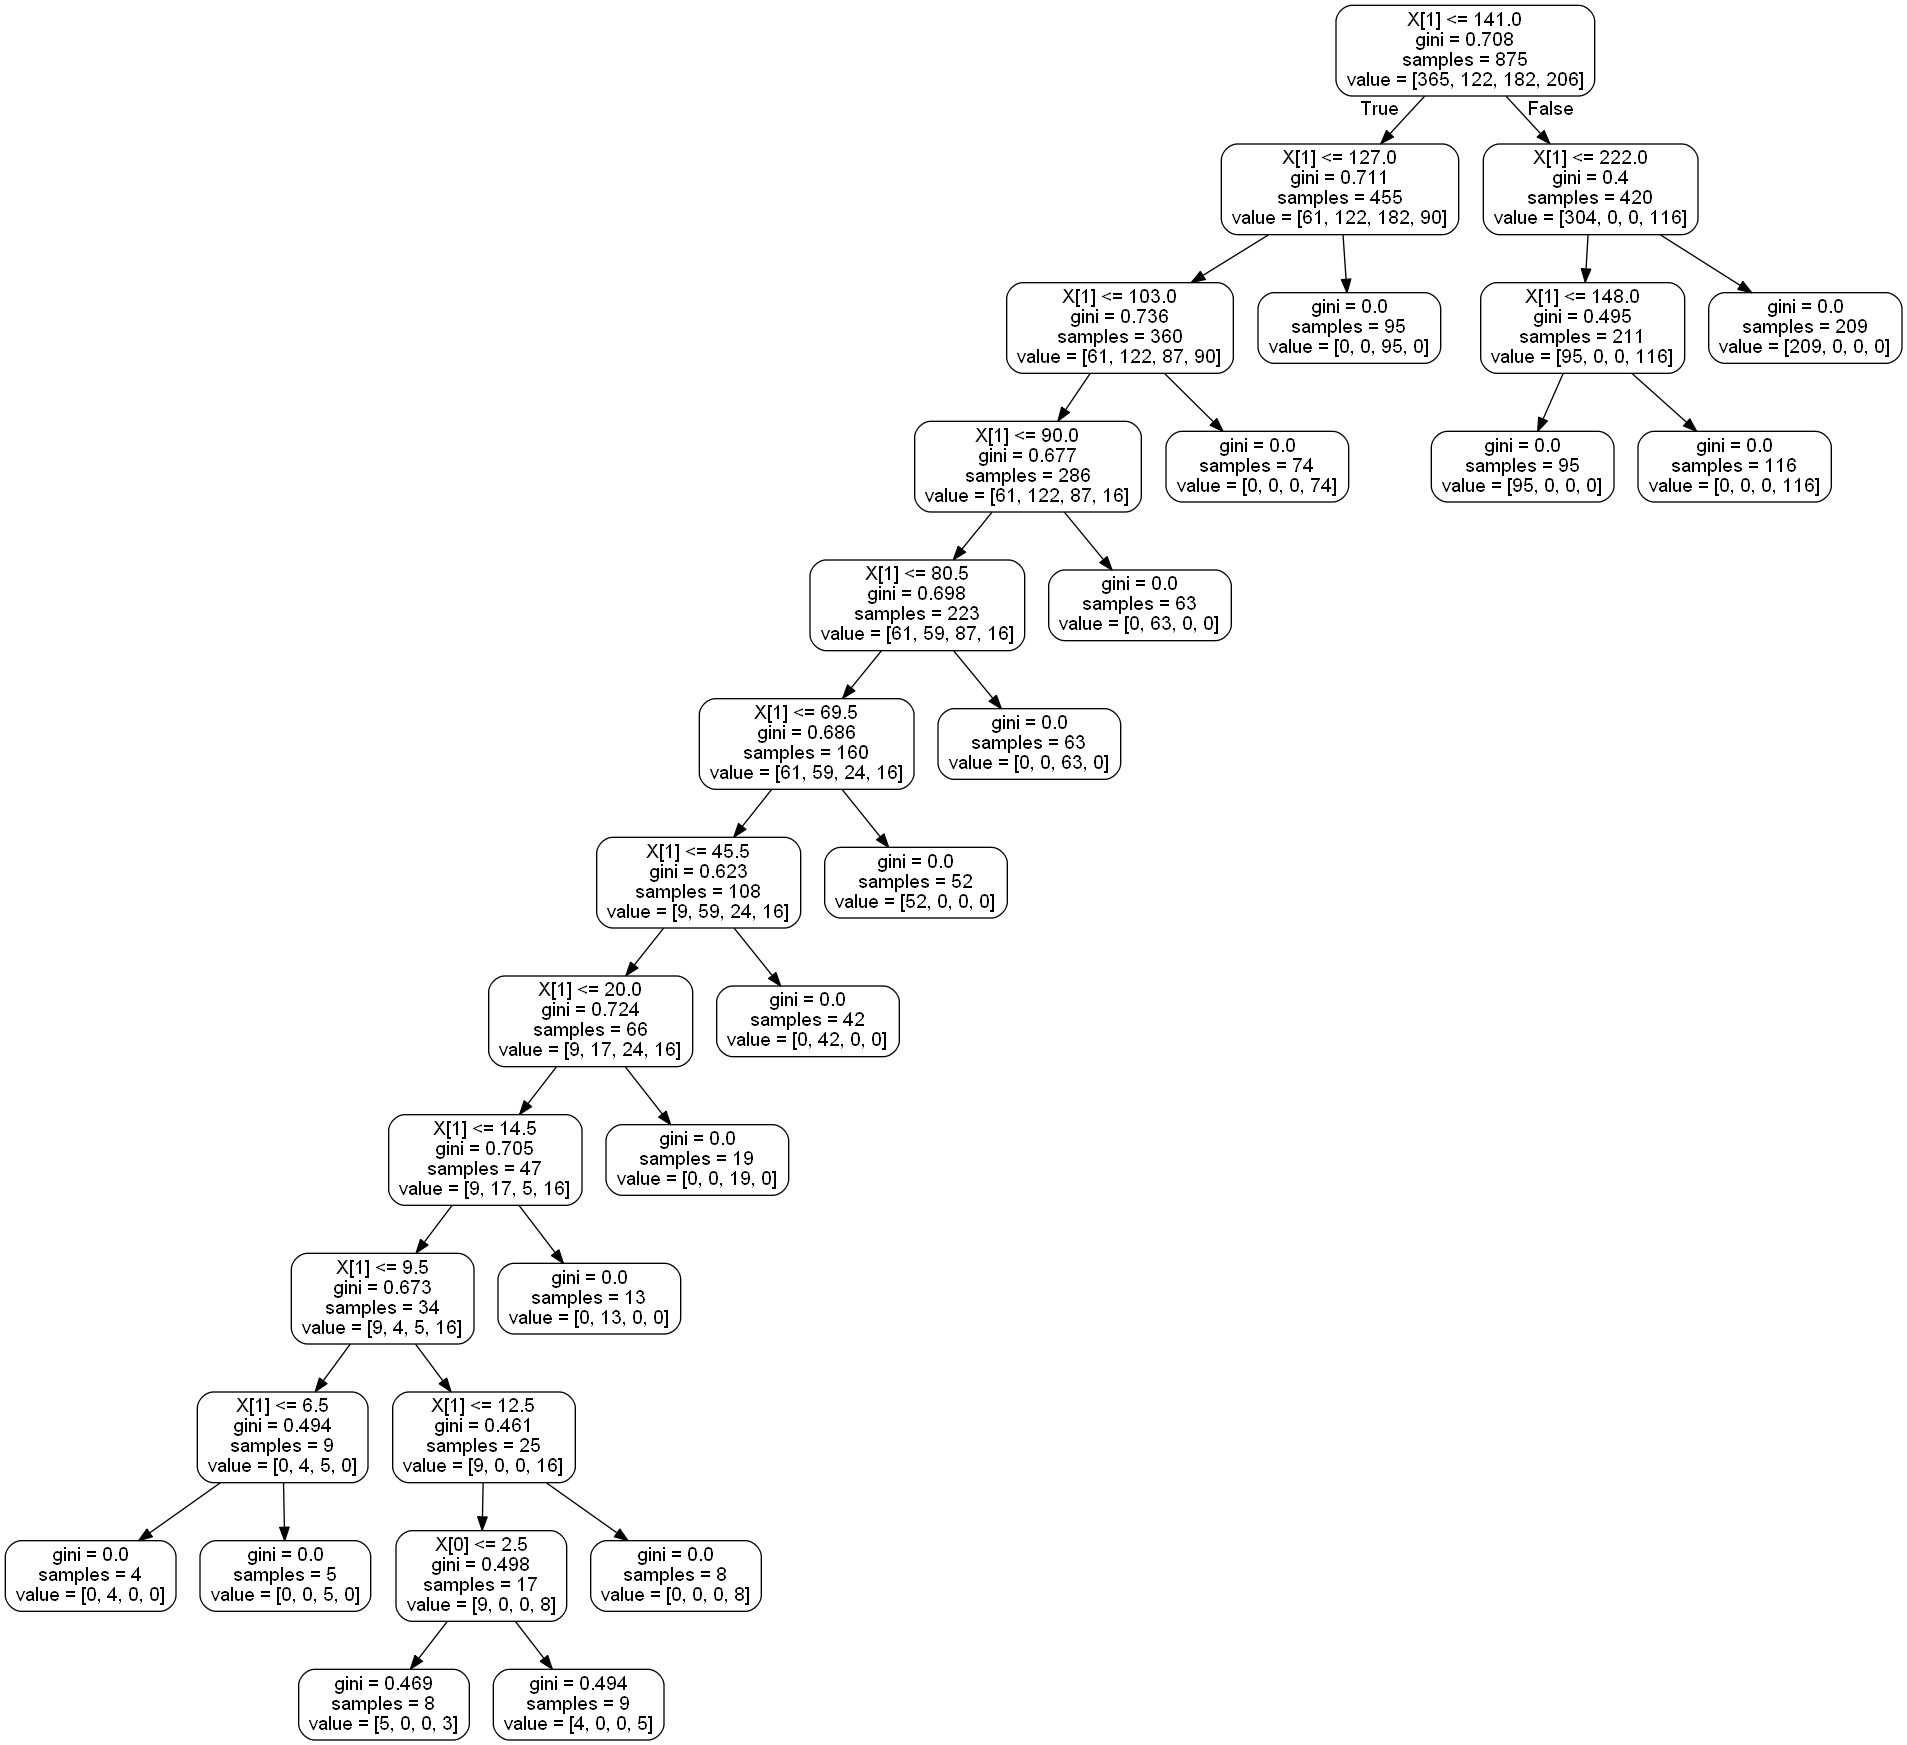 X[1] <= 141.0
gini = 0.708
samples = 875
value = [365, 122, 182, 206]
True
False
X[1] <= 127.0
gini = 0.711
samples = 455
value = [61, 122, 182, 90]
X[1] <= 222.0
gini = 0.4
samples = 420
value = [304, 0, 0, 116]
X[1] <= 103.0
gini = 0.736
samples = 360
value = [61, 122, 87, 90]
gini = 0.0
samples = 95
value = [0, 0, 95, 0]
X[1] <= 148.0
gini = 0.495
samples = 211
value = [95, 0, 0, 116]
gini = 0.0
samples = 209
value = [209, 0, 0, 0]
X[1] <= 90.0
gini = 0.677
samples = 286
value = [61, 122, 87, 16]
gini = 0.0
samples = 74
value = [0, 0, 0, 74]
gini = 0.0
samples = 95
value = [95, 0, 0, 0]
gini = 0.0
samples = 116
value = [0, 0, 0, 116]
X[1] <= 80.5
gini = 0.698
samples = 223
value = [61, 59, 87, 16]
gini = 0.0
samples = 63
value = [0, 63, 0, 0]
X[1] <= 69.5
gini = 0.686
samples = 160
value = [61, 59, 24, 16]
gini = 0.0
samples = 63
value = [0, 0, 63, 0]
X[1] <= 45.5
gini = 0.623
samples = 108
value = [9, 59, 24, 16]
gini = 0.0
samples = 52
value = [52, 0, 0, 0]
X[1] <= 20.0
gini = 0.724
samples = 66
value = [9, 17, 24, 16]
gini = 0.0
samples = 42
value = [0, 42, 0, 0]
X[1] <= 14.5
gini = 0.705
samples = 47
value = [9, 17, 5, 16]
gini = 0.0
samples = 19
value = [0, 0, 19, 0]
X[1] <= 9.5
gini = 0.673
samples = 34
value = [9, 4, 5, 16]
gini = 0.0
samples = 13
value = [0, 13, 0, 0]
X[1] <= 6.5
gini = 0.494
samples = 9
value = [0, 4, 5, 0]
X[1] <= 12.5
gini = 0.461
samples = 25
value = [9, 0, 0, 16]
gini = 0.0
samples = 4
value = [0, 4, 0, 0]
gini = 0.0
samples = 5
value = [0, 0, 5, 0]
X[0] <= 2.5
gini = 0.498
samples = 17
value = [9, 0, 0, 8]
gini = 0.0
samples = 8
value = [0, 0, 0, 8]
gini = 0.469
samples = 8
value = [5, 0, 0, 3]
gini = 0.494
samples = 9
value = [4, 0, 0, 5]